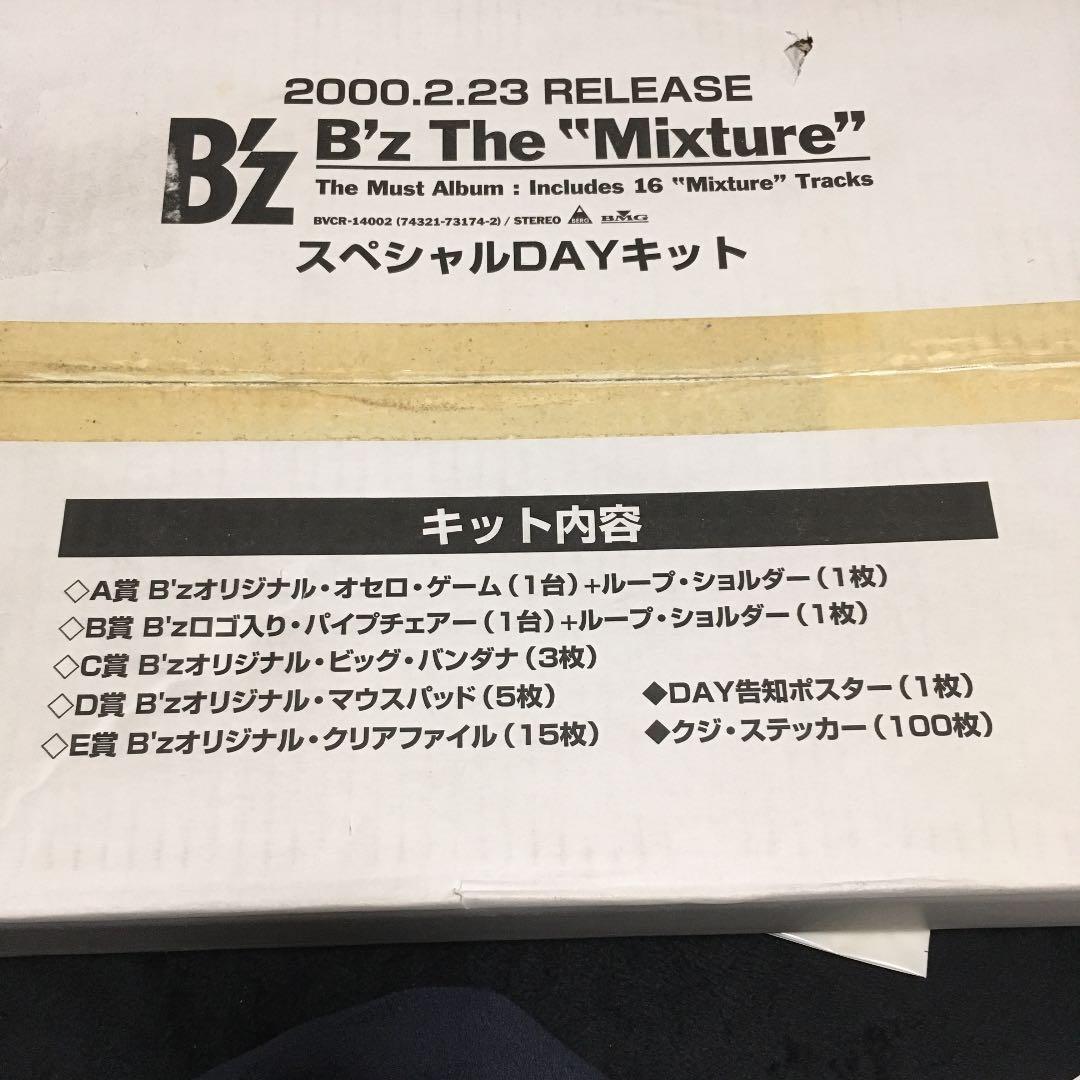 2000.2.23 RELEASE
B'z
B'z The “Mixture”
The Must Album : Includes 16 “Mixture” Tracks
BVCR-14002 (74321-73174-2) / STEREO BERG BMG
スペシャルDAYキット
キット内容
◇A賞 B'zオリジナル・オセロ・ゲーム（1台）+ループ・ショルダー（1枚）
◇B賞 B'zロゴ入り・パイプチェアー（1台）+ループ・ショルダー（1枚）
◇C賞 B'zオリジナル・ビッグ・バンダナ（3枚）
◇D賞 B'zオリジナル・マウスパッド（5枚）
◇E賞 B'zオリジナル・クリアファイル（15枚）
◆DAY告知ポスター（1枚）
◆クジ・ステッカー（100枚）